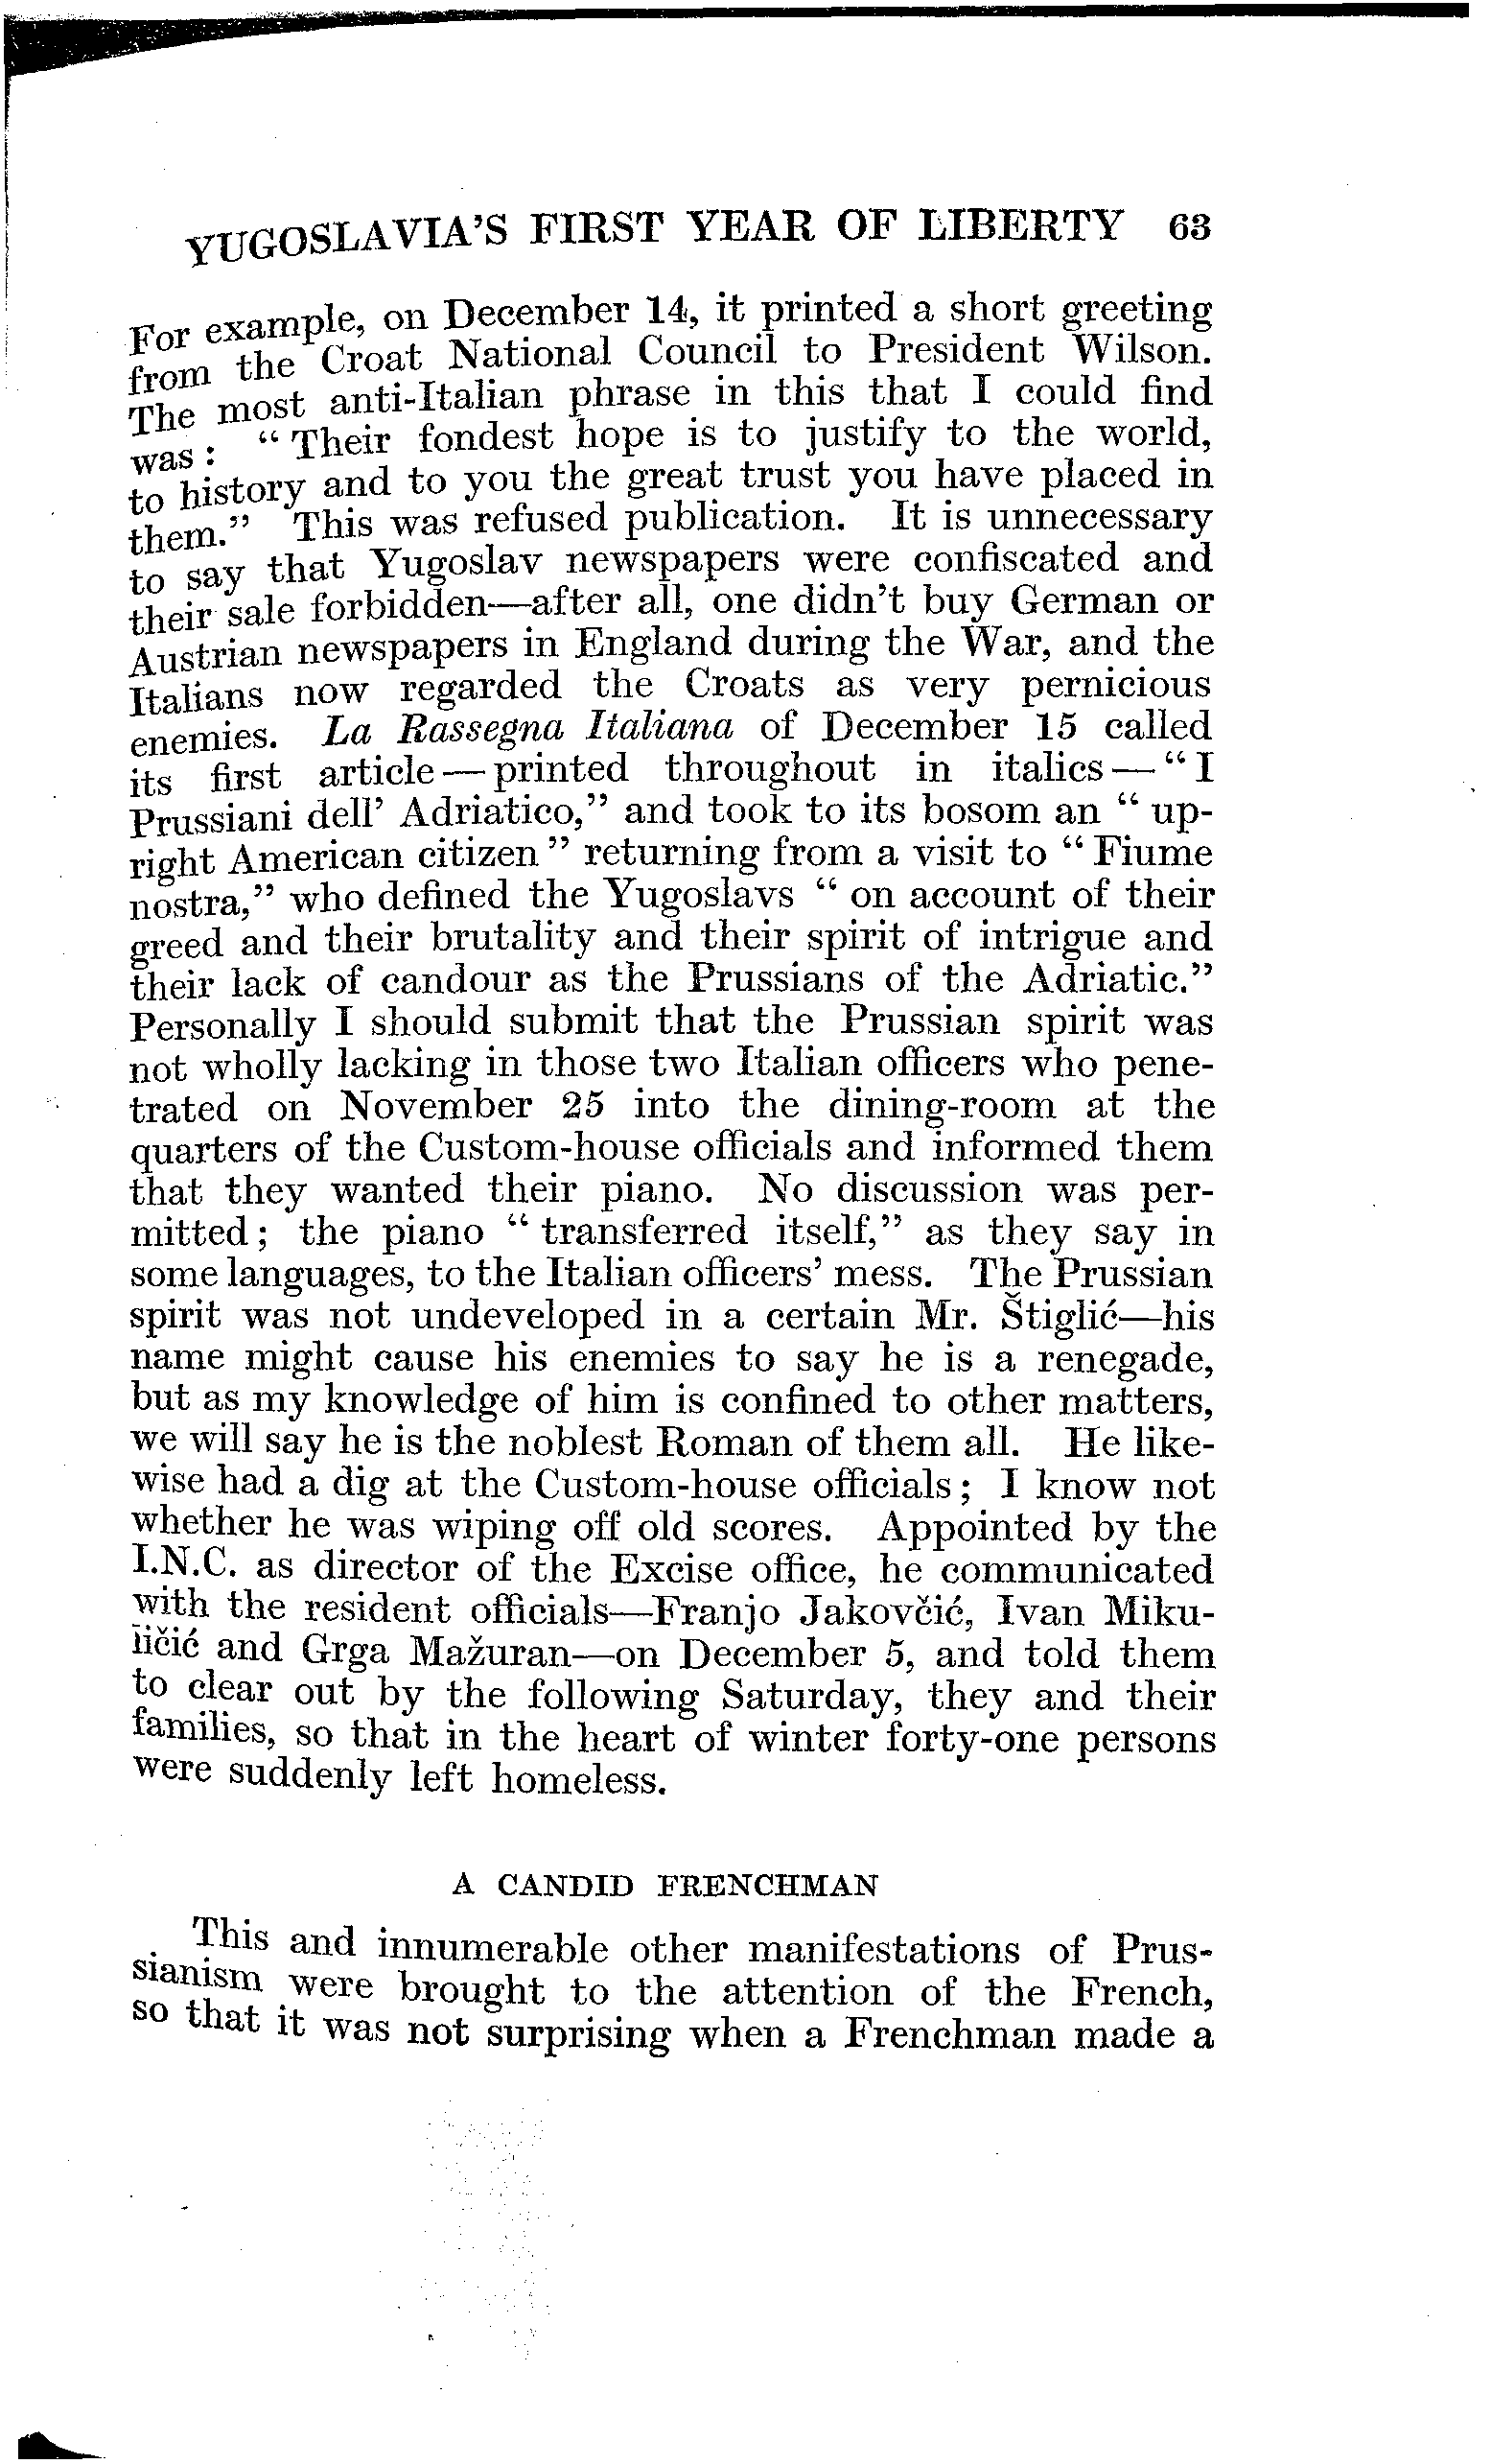 YUGOSLAVIA'S FIRST YEAR OF LIBERTY 63
For example, on December 14, it printed a short greeting
from the Croat National Council to President Wilson.
The most anti-Italian phrase in this that I could find
was: “Their fondest hope is to justify to the world,
to history and to you the great trust you have placed in
them.” This was refused publication. It is unnecessary
to say that Yugoslav newspapers were confiscated and
their sale forbidden—after all, one didn't buy German or
Austrian newspapers in England during the War, and the
Italians now regarded the Croats as very pernicious
enemies. La Rassegna Italiana of December 15 called
its first article—printed throughout in italics—“I
Prussiani dell' Adriatico,” and took to its bosom an “up-
right American citizen” returning from a visit to “Fiume
nostra,” who defined the Yugoslavs “on account of their
greed and their brutality and their spirit of intrigue and
their lack of candour as the Prussians of the Adriatic.”
Personally I should submit that the Prussian spirit was
not wholly lacking in those two Italian officers who pene-
trated on November 25 into the dining-room at the
quarters of the Custom-house officials and informed them
that they wanted their piano. No discussion was per-
mitted; the piano “transferred itself,” as they say in
some languages, to the Italian officers' mess. The Prussian
spirit was not undeveloped in a certain Mr. Štiglić—his
name might cause his enemies to say he is a renegade,
but as my knowledge of him is confined to other matters,
we will say he is the noblest Roman of them all. He like-
wise had a dig at the Custom-house officials; I know not
whether he was wiping off old scores. Appointed by the
I.N.C. as director of the Excise office, he communicated
with the resident officials—Franjo Jakovčić, Ivan Miku-
ličić and Grga Mažuran—on December 5, and told them
to clear out by the following Saturday, they and their
families, so that in the heart of winter forty-one persons
were suddenly left homeless.
A CANDID FRENCHMAN
This and innumerable other manifestations of Prus-
sianism were brought to the attention of the French,
so that it was not surprising when a Frenchman made a